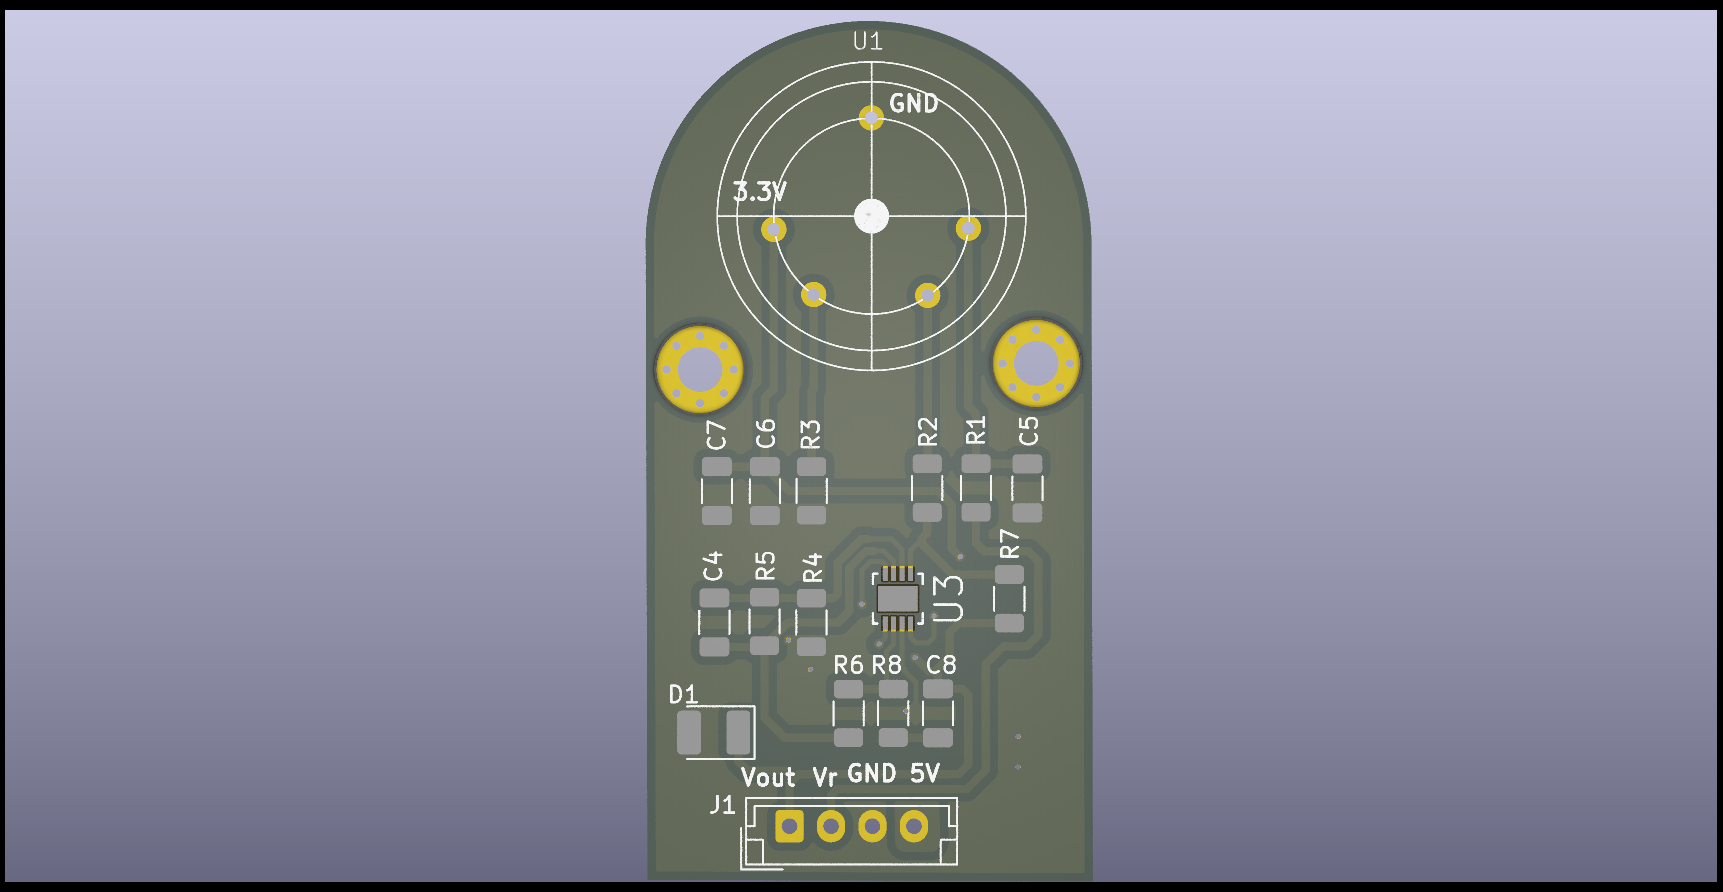 U1
GND
3.3V
C7 C6 R3 R2 R1 C5
C4 R5 R4 U3 R7
R6 R8 C8
D1
Vout Vr GND 5V
J1